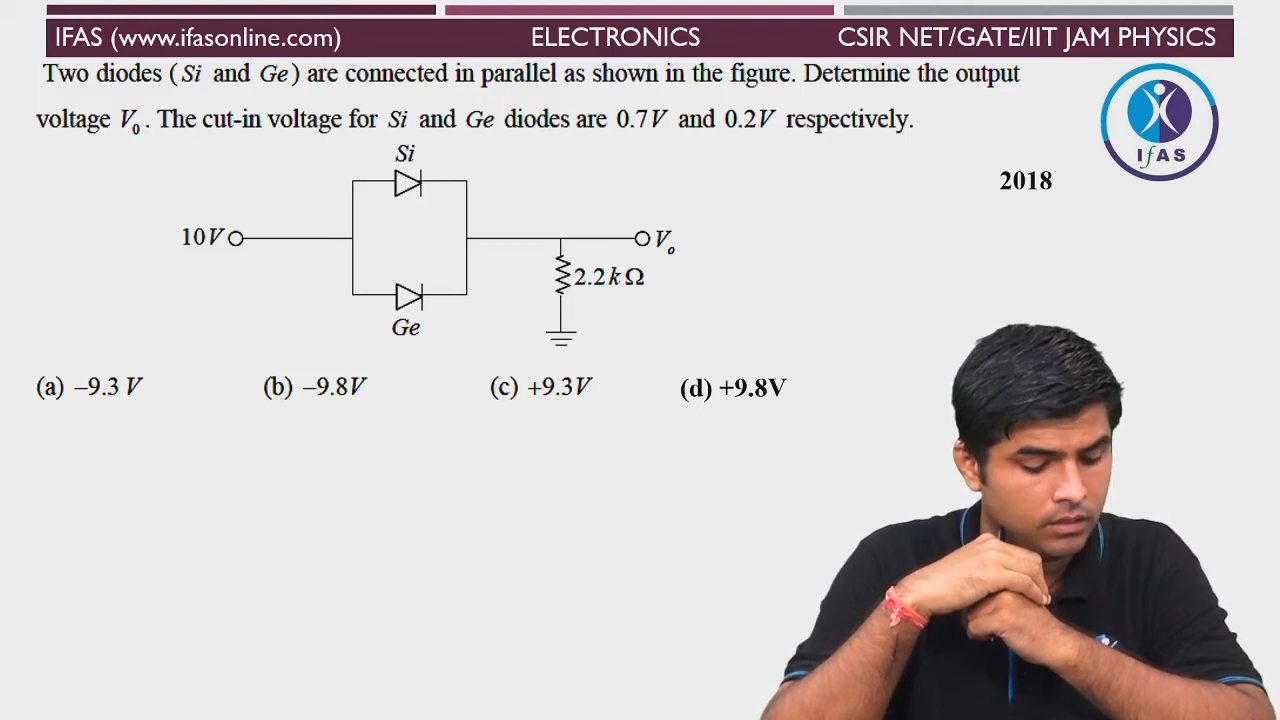 IFAS (www.ifasonline.com) ELECTRONICS CSIR NET/GATE/IIT JAM PHYSICS
Two diodes (Si and Ge) are connected in parallel as shown in the figure. Determine the output
voltage V₀. The cut-in voltage for Si and Ge diodes are 0.7V and 0.2V respectively.
IfAS
2018
Si
10V
Vₒ
2.2kΩ
Ge
(a) –9.3 V (b) –9.8V (c) +9.3V (d) +9.8V